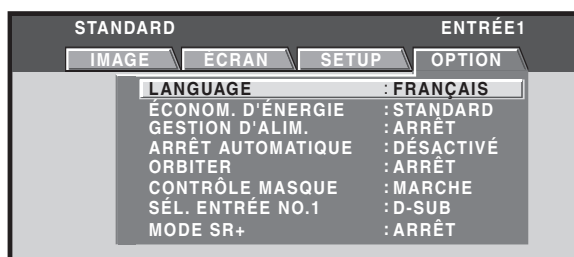 STANDARD ENTRÉE1
IMAGE ÉCRAN SETUP OPTION
LANGUAGE : FRANÇAIS
ÉCONOM. D'ÉNERGIE : STANDARD
GESTION D'ALIM. : ARRÊT
ARRÊT AUTOMATIQUE : DÉSACTIVÉ
ORBITER : ARRÊT
CONTRÔLE MASQUE : MARCHE
SÉL. ENTRÉE NO.1 : D-SUB
MODE SR+ : ARRÊT